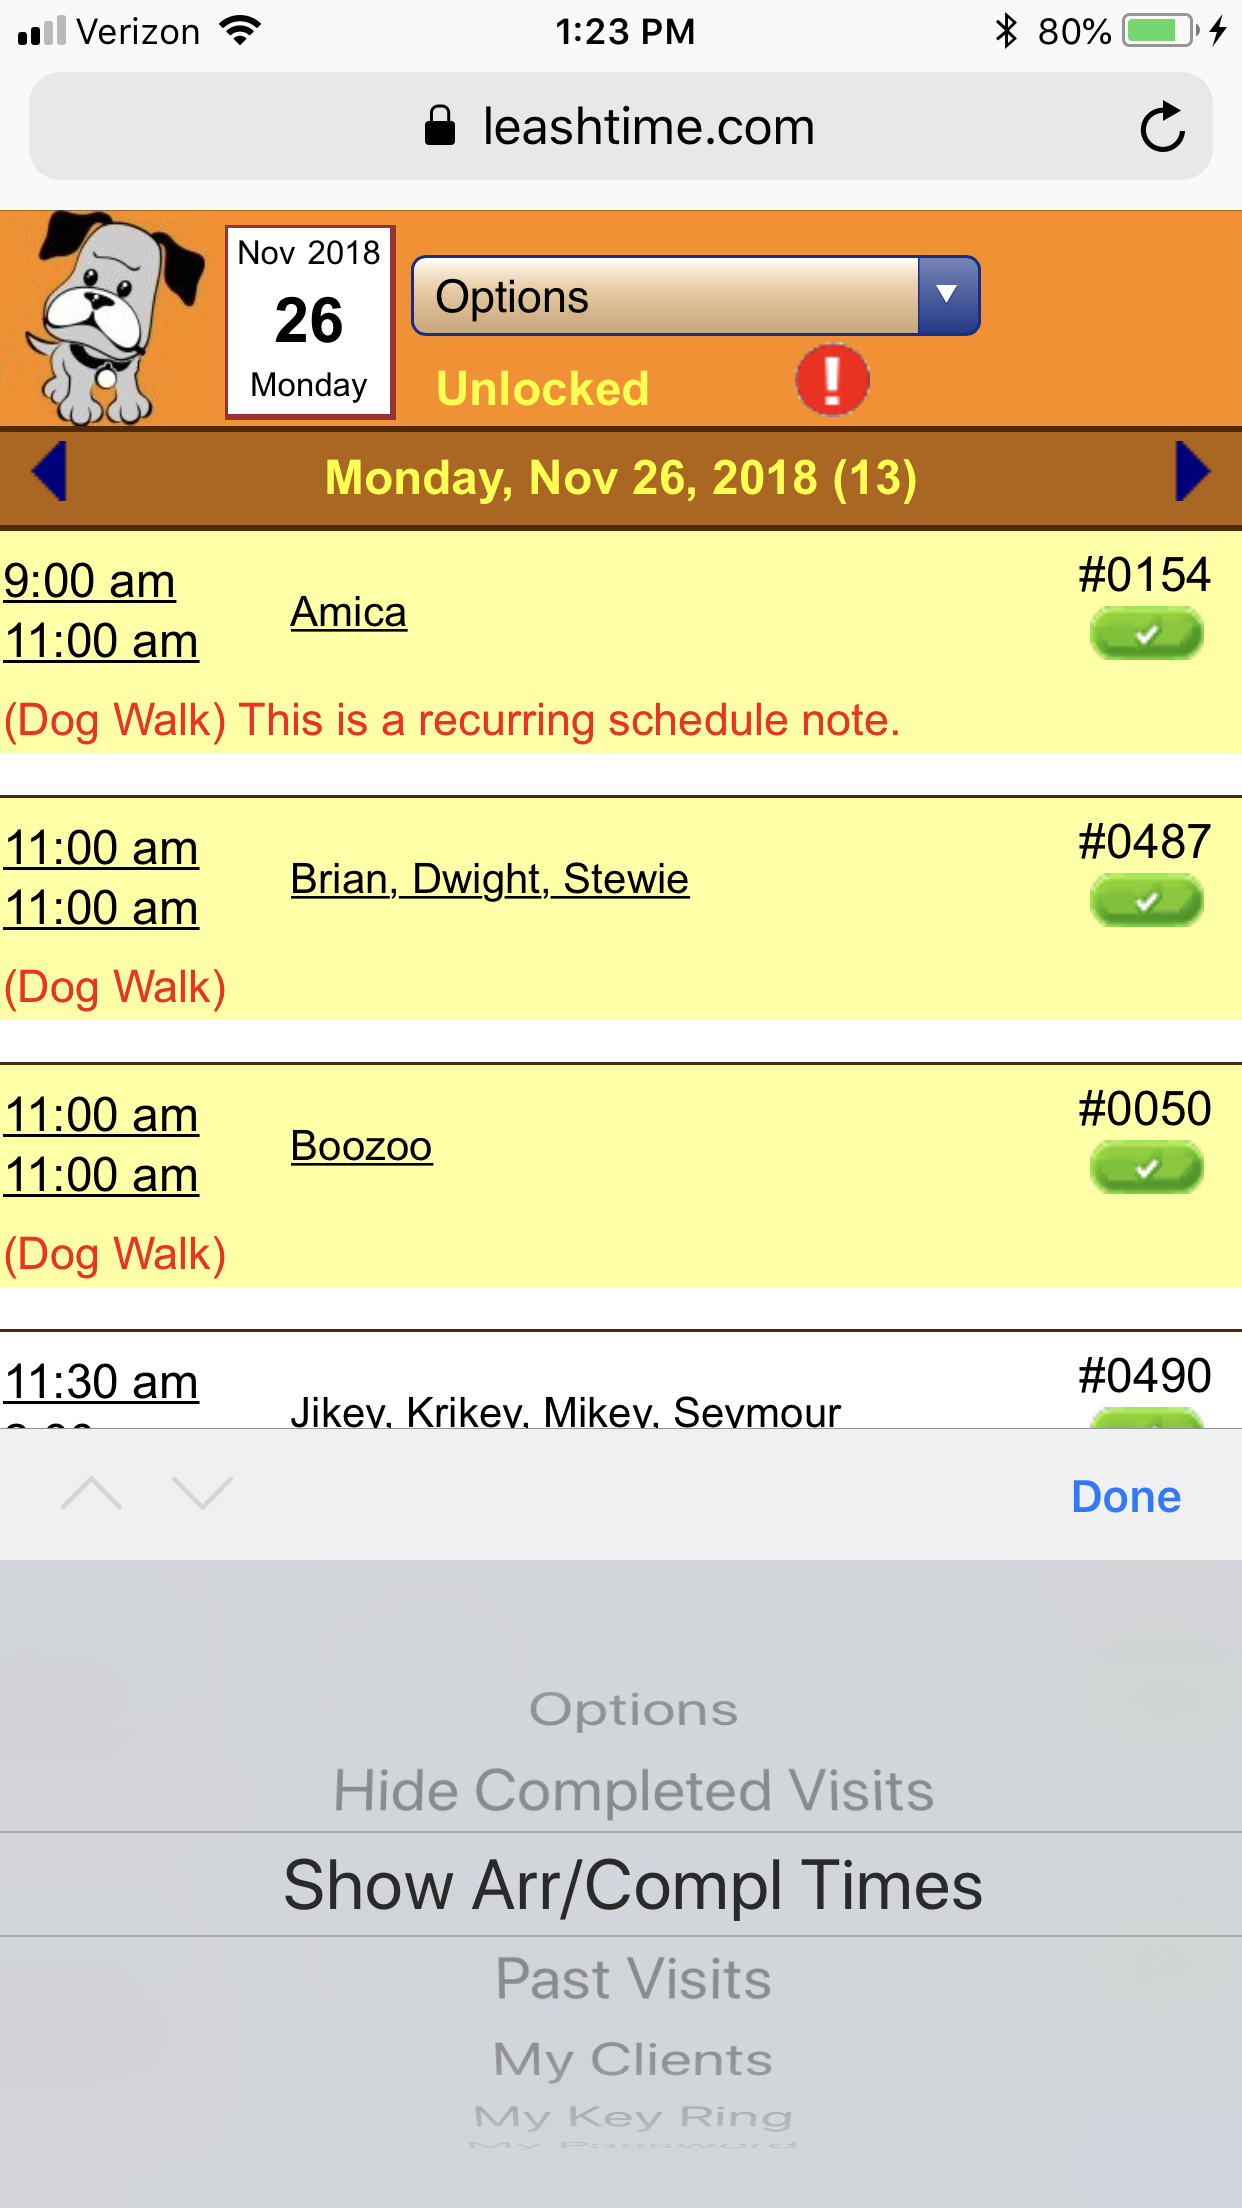 Verizon 1:23 PM 80%
leashtime.com
Nov 2018
26
Monday
Options
Unlocked
Monday, Nov 26, 2018 (13)
9:00 am
11:00 am
Amica
#0154
(Dog Walk) This is a recurring schedule note.
11:00 am
11:00 am
Brian, Dwight, Stewie
#0487
(Dog Walk)
11:00 am
11:00 am
Boozoo
#0050
(Dog Walk)
11:30 am
Jikey, Krikey, Mikey, Seymour
#0490
Done
Options
Hide Completed Visits
Show Arr/Compl Times
Past Visits
My Clients
My Key Ring
My Password